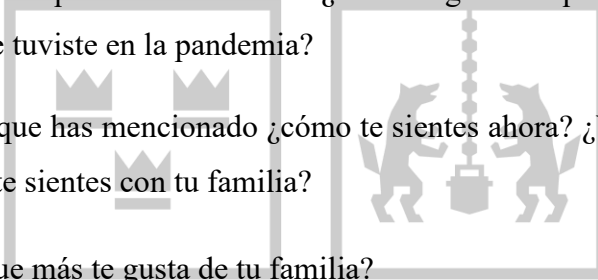 tuviste en la pandemia?
que has mencionado ¿cómo te sientes ahora? ¿
te sientes con tu familia?
que más te gusta de tu familia?